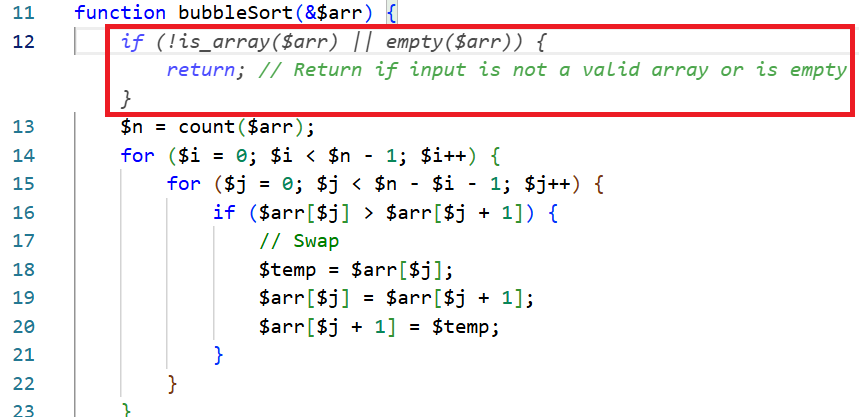 11 function bubbleSort(&$arr) {
12 if (!is_array($arr) || empty($arr)) {
return; // Return if input is not a valid array or is empty
}
13 $n = count($arr);
14 for ($i = 0; $i < $n - 1; $i++) {
15 for ($j = 0; $j < $n - $i - 1; $j++) {
16 if ($arr[$j] > $arr[$j + 1]) {
17 // Swap
18 $temp = $arr[$j];
19 $arr[$j] = $arr[$j + 1];
20 $arr[$j + 1] = $temp;
21 }
22 }
23 }